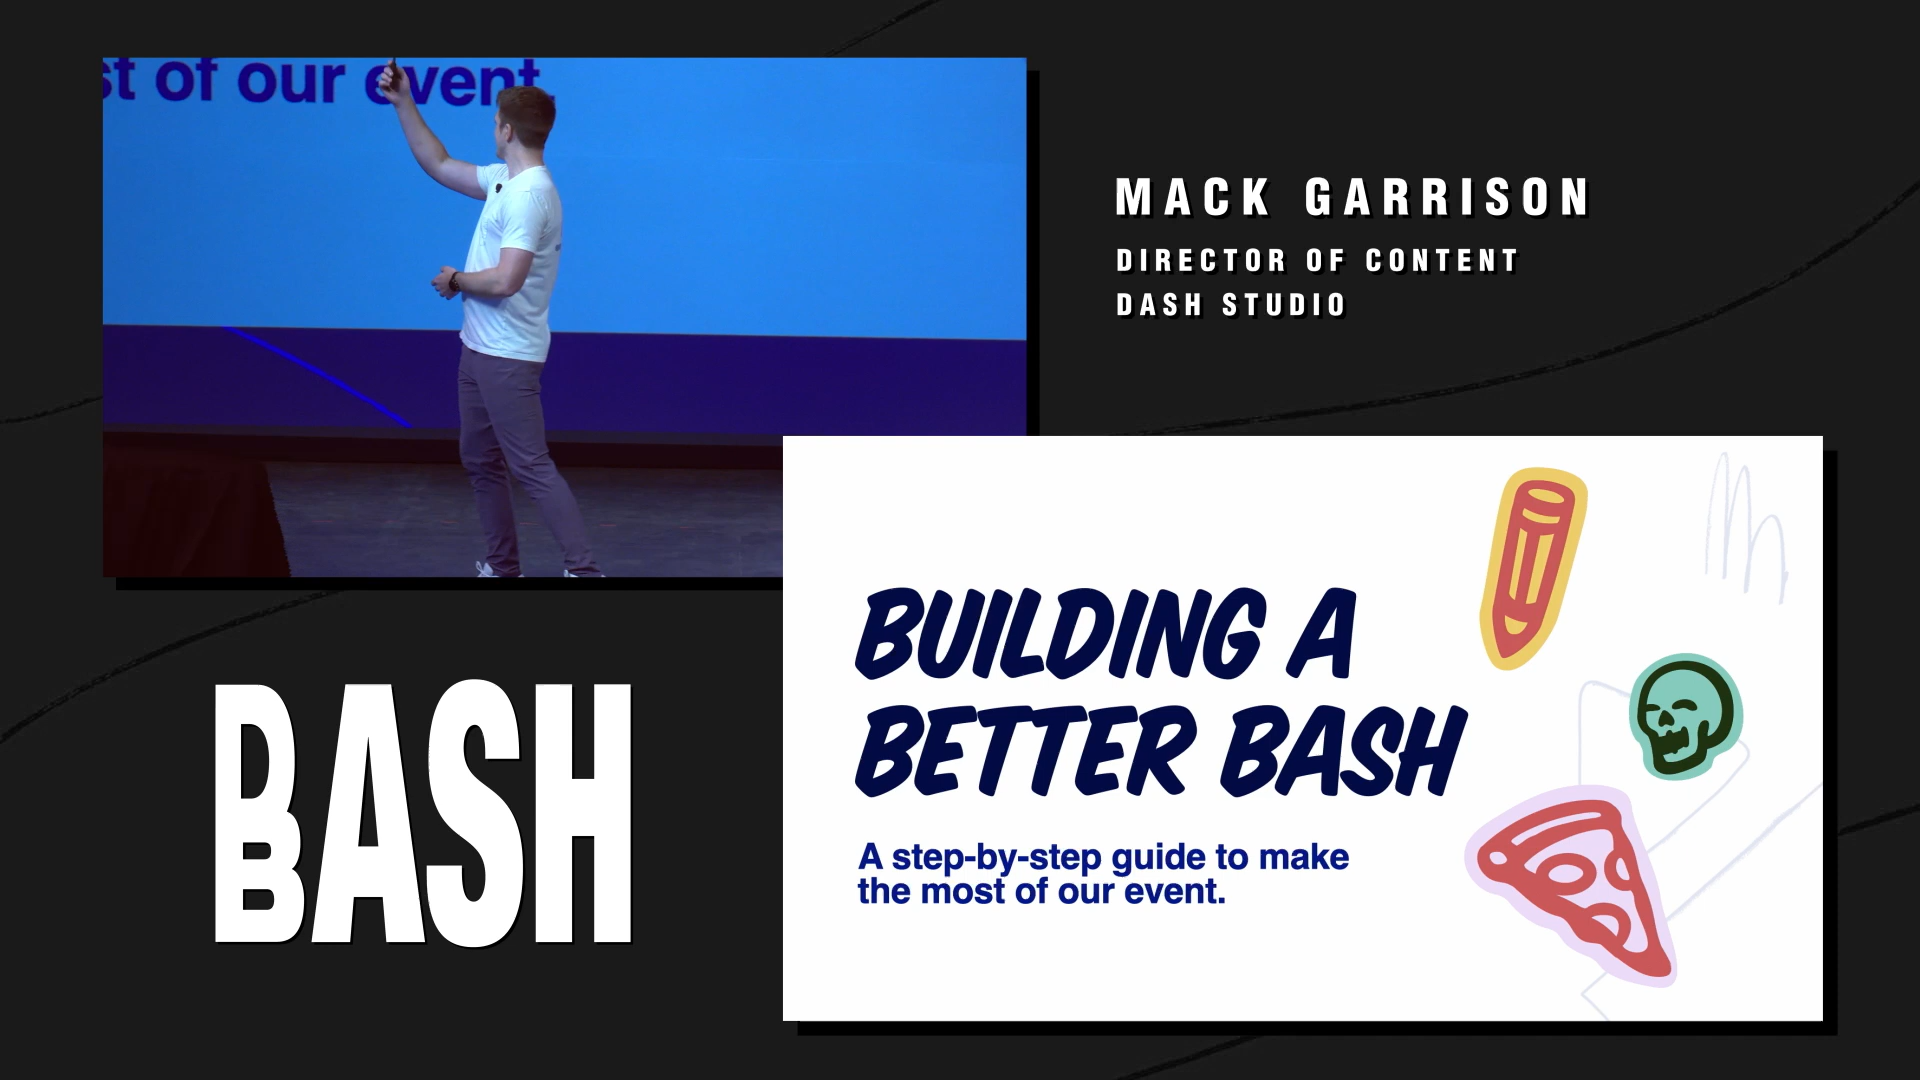 st of our event.
MACK GARRISON
DIRECTOR OF CONTENT
DASH STUDIO
BASH
BUILDING A
BETTER BASH
A step-by-step guide to make
the most of our event.